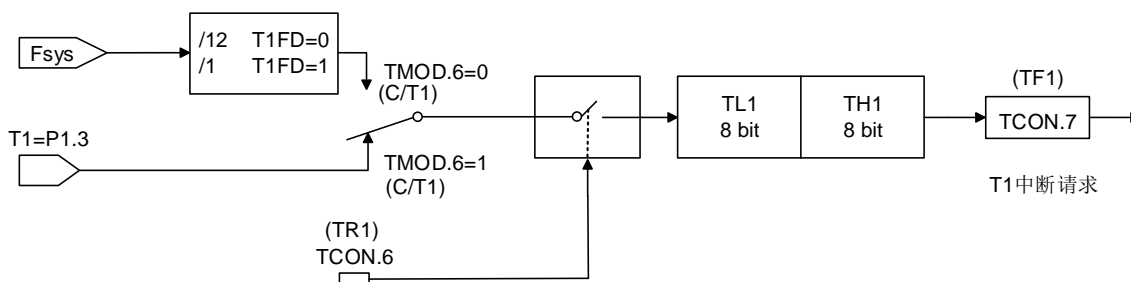 Fsys
/12 T1FD=0
/1 T1FD=1
TMOD.6=0
(C/T1)
T1=P1.3
TMOD.6=1
(C/T1)
(TR1)
TCON.6
TL1
8 bit
TH1
8 bit
(TF1)
TCON.7
T1中断请求